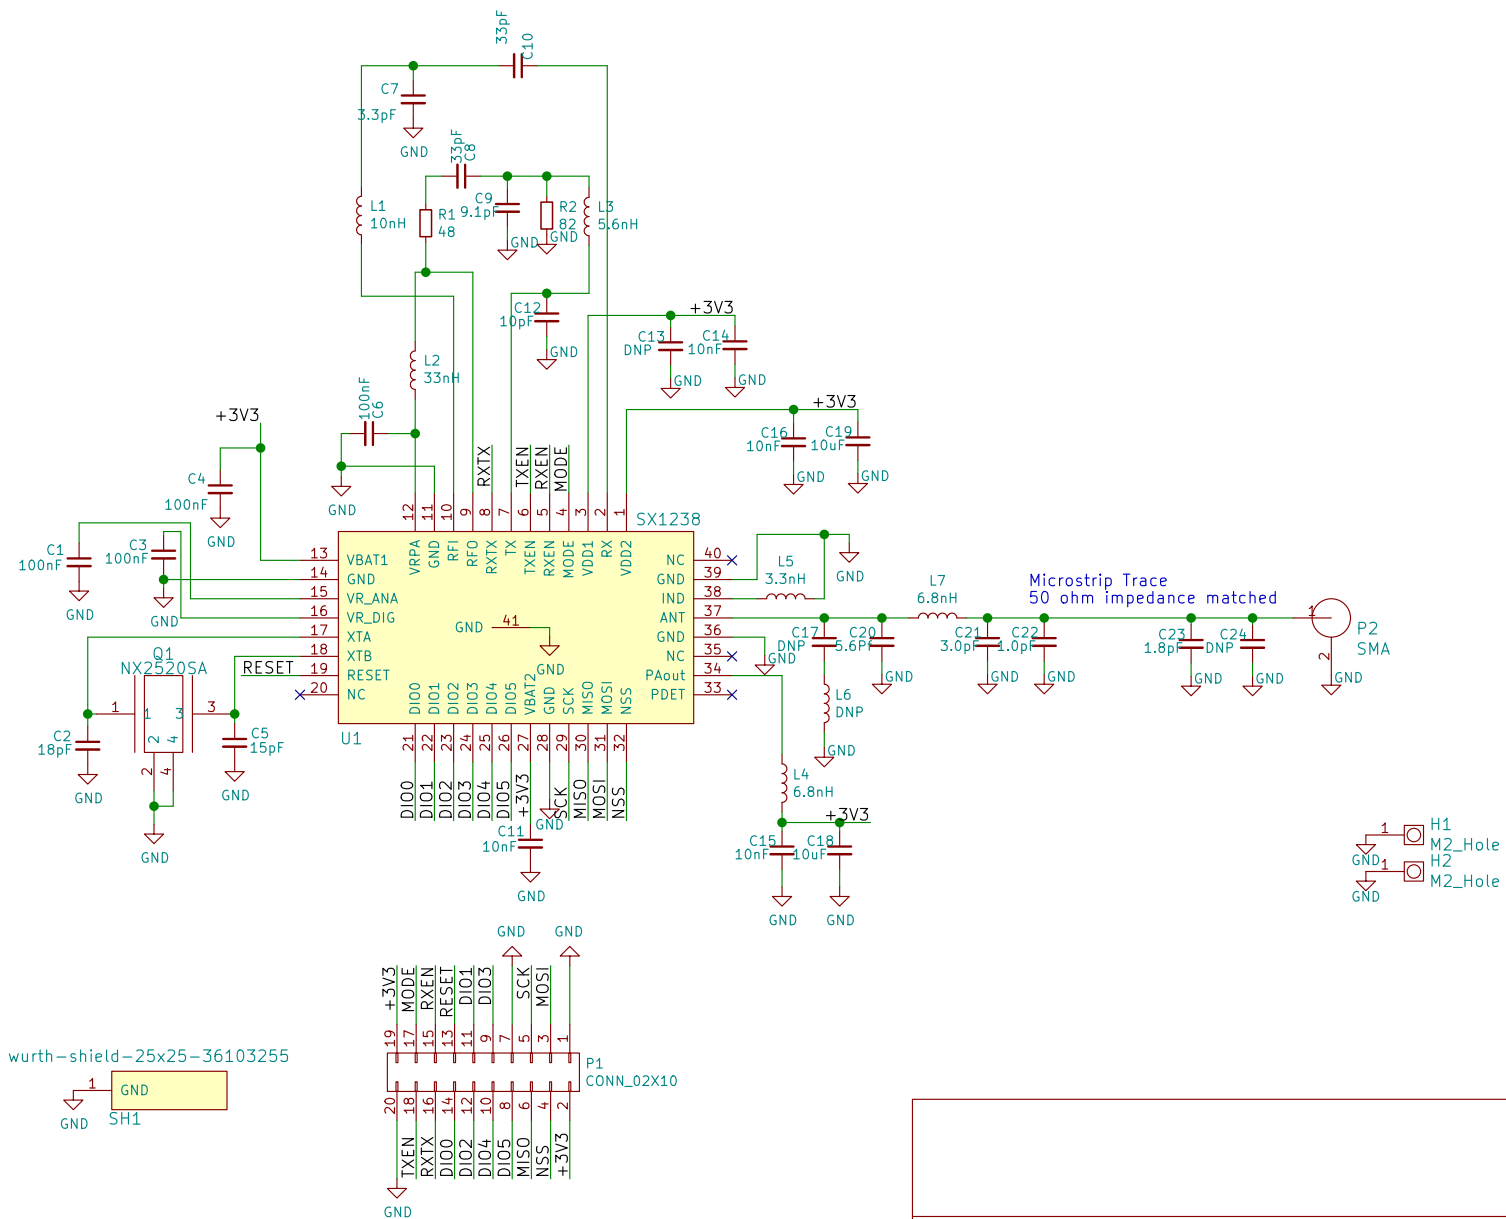 33pF
C10
C7
3.3pF
GND
33pF
C8
L1
10nH
R1
48
C9
9.1pF
GND
R2
82
GND
L3
5.6nH
C12
10pF
GND
L2
33nH
100nF
C6
GND
+3V3
C13
DNP
GND
C14
10nF
GND
+3V3
C16
10nF
GND
C19
10uF
GND
+3V3
C4
100nF
GND
C1
100nF
GND
C3
100nF
GND
RXTX
TXEN
RXEN
MODE
SX1238
12
11
10
9
8
7
6
5
4
3
2
1
VRPA
GND
RFI
RFO
RXTX
TX
TXEN
RXEN
MODE
VDD1
RX
VDD2
13 VBAT1
14 GND
15 VR_ANA
16 VR_DIG
17 XTA
18 XTB
RESET 19 RESET
20 NC
GND 41
GND
NC 40
GND 39
IND 38
ANT 37
GND 36
NC 35
PAout 34
PDET 33
DIO0
DIO1
DIO2
DIO3
DIO4
DIO5
VBAT2
GND
SCK
MISO
MOSI
NSS
U1
21
22
23
24
25
26
27
28
29
30
31
32
DIO0
DIO1
DIO2
DIO3
DIO4
DIO5
+3V3
GND
SCK
MISO
MOSI
NSS
C11
10nF
GND
Q1
NX2520SA
1
1
3
3
2
4
2
4
C2
18pF
GND
C5
15pF
GND
GND
GND
L5
3.3nH
GND
C17
DNP
L6
DNP
GND
C20
5.6PF
GND
L7
6.8nH
Microstrip Trace
50 ohm impedance matched
C21
3.0pF
GND
C22
1.0pF
GND
C23
1.8pF
GND
C24
DNP
GND
1
P2
SMA
2
GND
L4
6.8nH
+3V3
C15
10nF
GND
C18
10uF
GND
1
H1
M2_Hole
GND
1
H2
M2_Hole
GND
GND
GND
+3V3
MODE
RXEN
RESET
DIO1
DIO3
SCK
MOSI
19
17
15
13
11
9
7
5
3
1
P1
CONN_02X10
20
18
16
14
12
10
8
6
4
2
TXEN
RXTX
DIO0
DIO2
DIO4
DIO5
MISO
NSS
+3V3
GND
wurth-shield-25x25-36103255
1
GND
GND
SH1